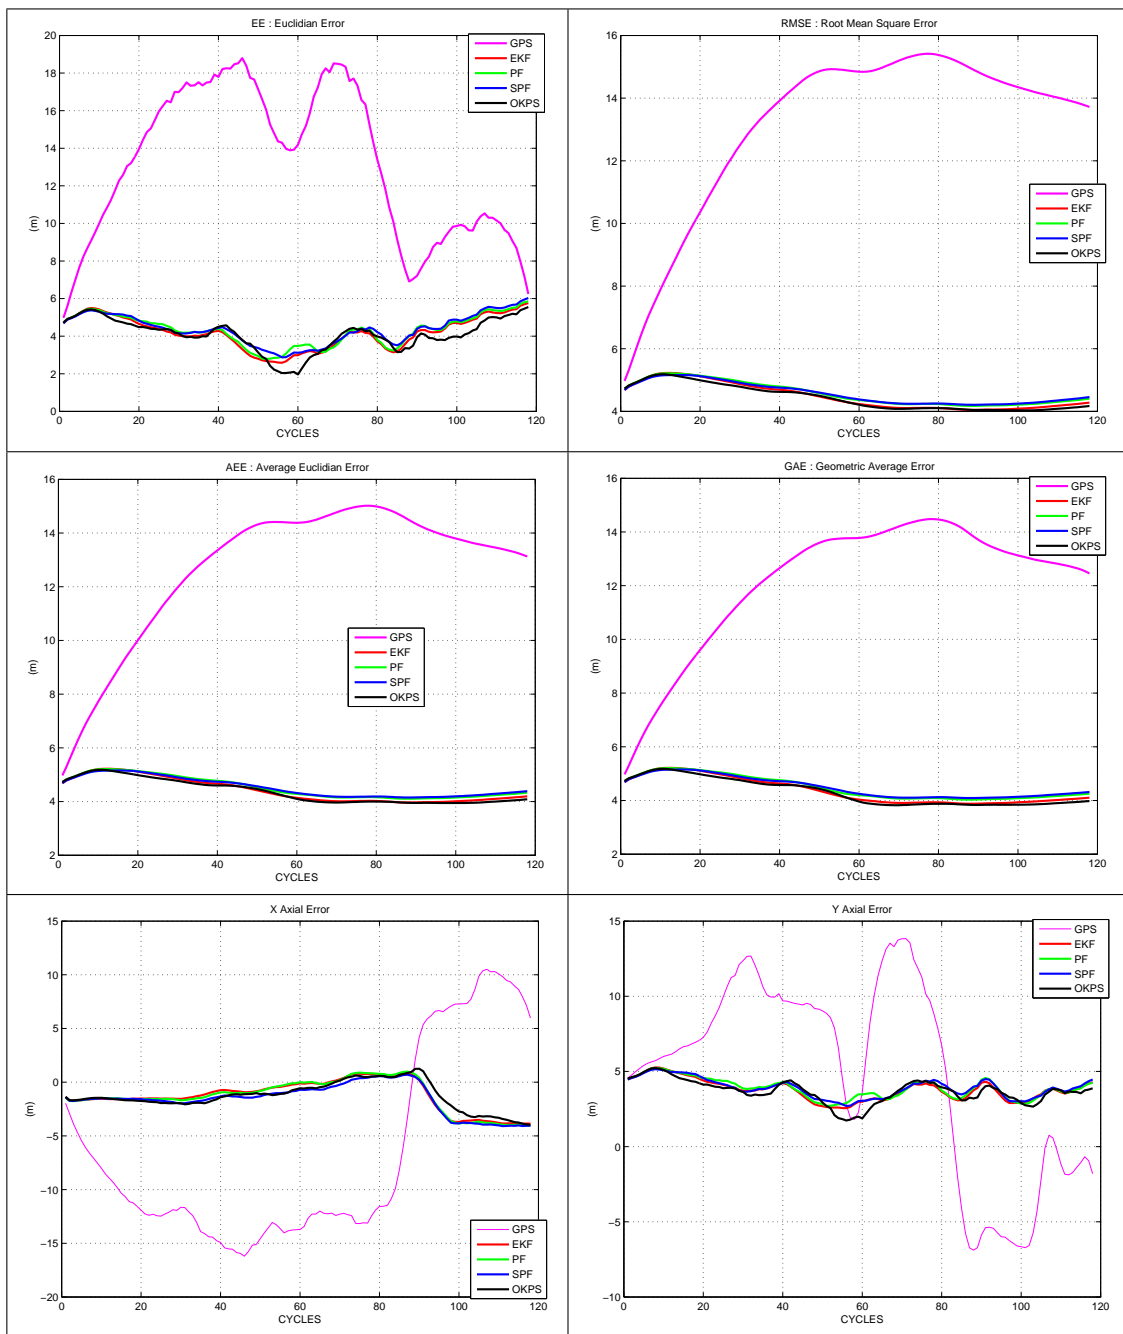 EE : Euclidian Error
20
18
16
14
12
10
8
6
4
2
0
(m)
0 20 40 60 80 100 120
CYCLES
GPS
EKF
PF
SPF
OKPS
RMSE : Root Mean Square Error
16
14
12
10
8
6
4
(m)
0 20 40 60 80 100 120
CYCLES
GPS
EKF
PF
SPF
OKPS
AEE : Average Euclidian Error
16
14
12
10
8
6
4
2
(m)
0 20 40 60 80 100 120
CYCLES
GPS
EKF
PF
SPF
OKPS
GAE : Geometric Average Error
16
14
12
10
8
6
4
2
(m)
0 20 40 60 80 100 120
CYCLES
GPS
EKF
PF
SPF
OKPS
X Axial Error
15
10
5
0
−5
−10
−15
−20
(m)
0 20 40 60 80 100 120
CYCLES
GPS
EKF
PF
SPF
OKPS
Y Axial Error
15
10
5
0
−5
−10
(m)
0 20 40 60 80 100 120
CYCLES
GPS
EKF
PF
SPF
OKPS